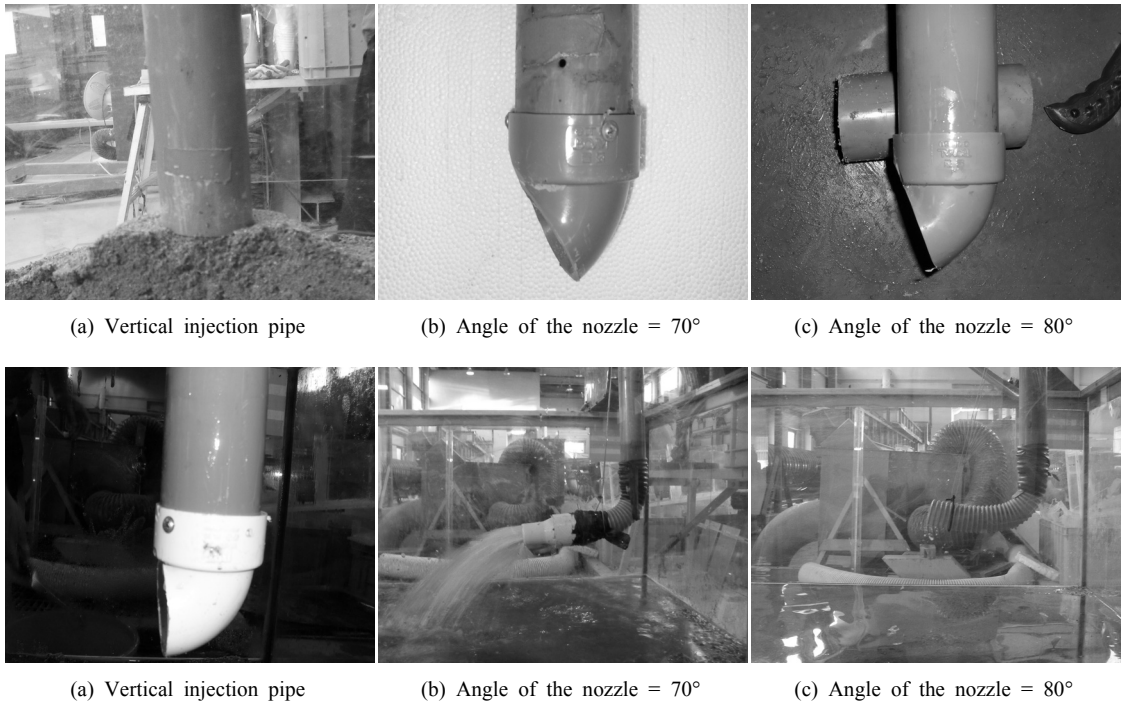 (a) Vertical injection pipe
(b) Angle of the nozzle = 70°
(c) Angle of the nozzle = 80°
(a) Vertical injection pipe
(b) Angle of the nozzle = 70°
(c) Angle of the nozzle = 80°